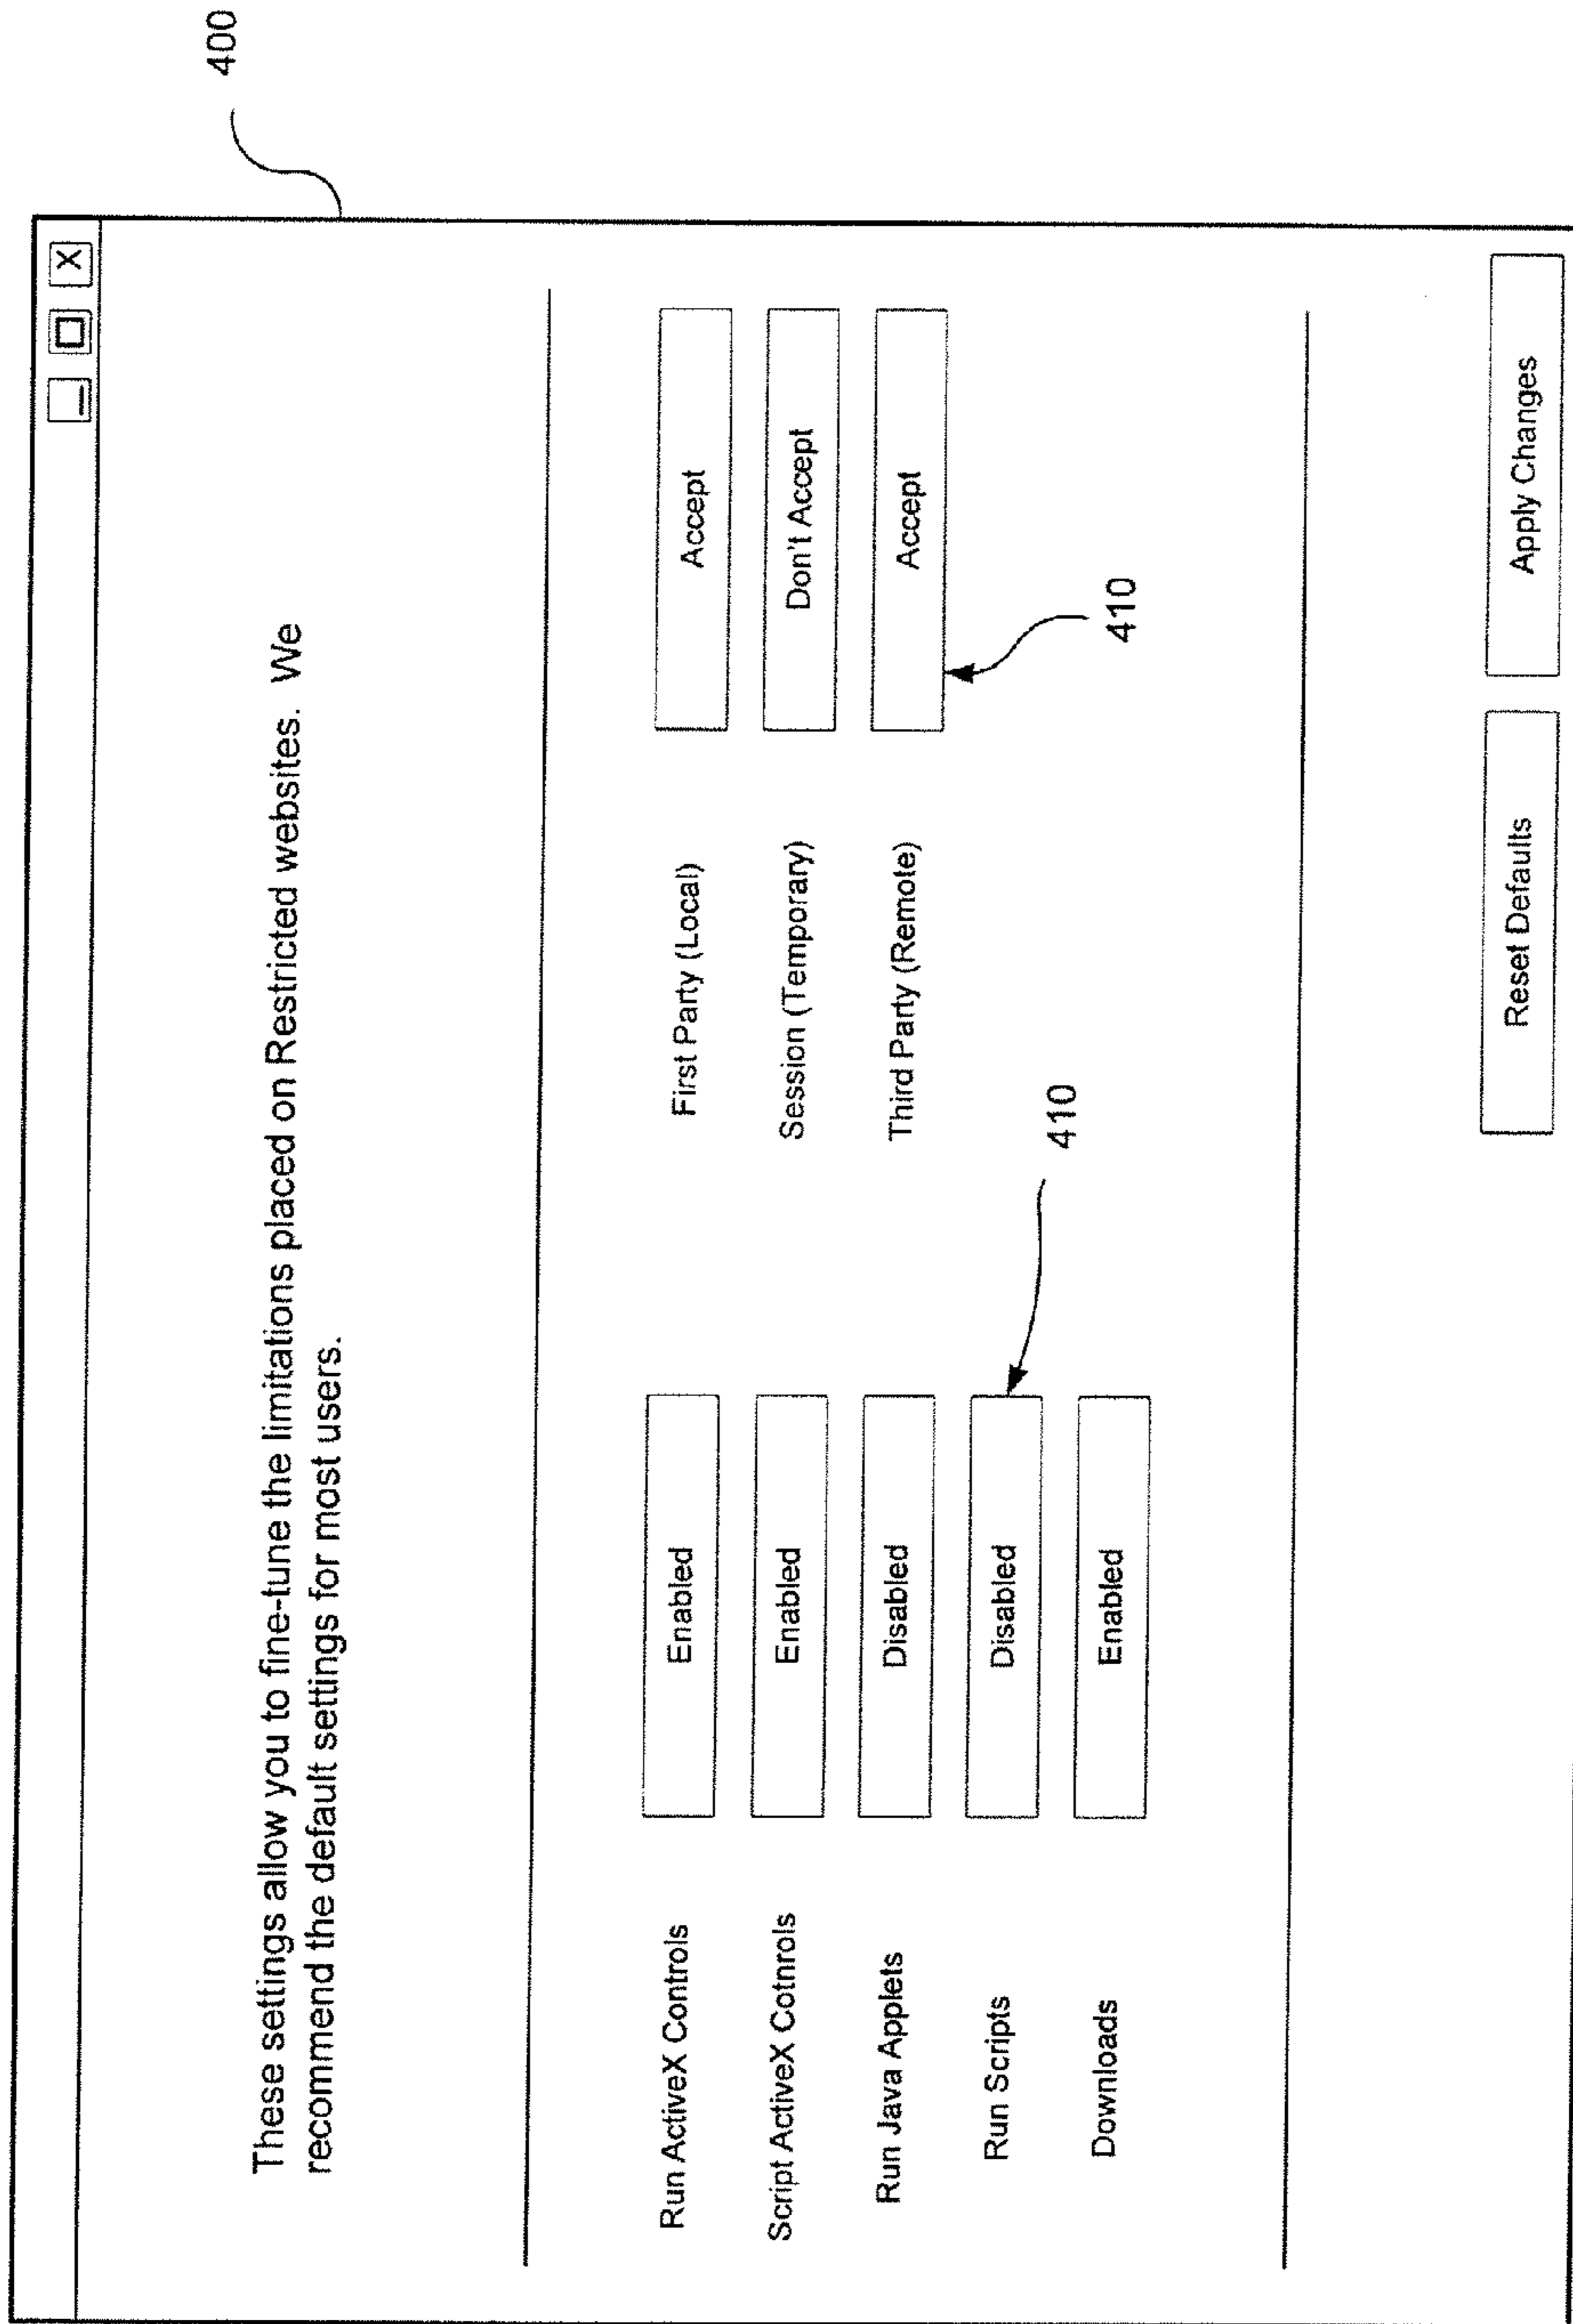 400
X
These settings allow you to fine-tune the limitations placed on Restricted websites. We
recommend the default settings for most users.
Run ActiveX Controls Enabled First Party (Local) Accept
Script ActiveX Cotnrols Enabled Session (Temporary) Don't Accept
Run Java Applets Disabled Third Party (Remote) Accept
Run Scripts Disabled
410
410
Downloads Enabled
Reset Defaults Apply Changes